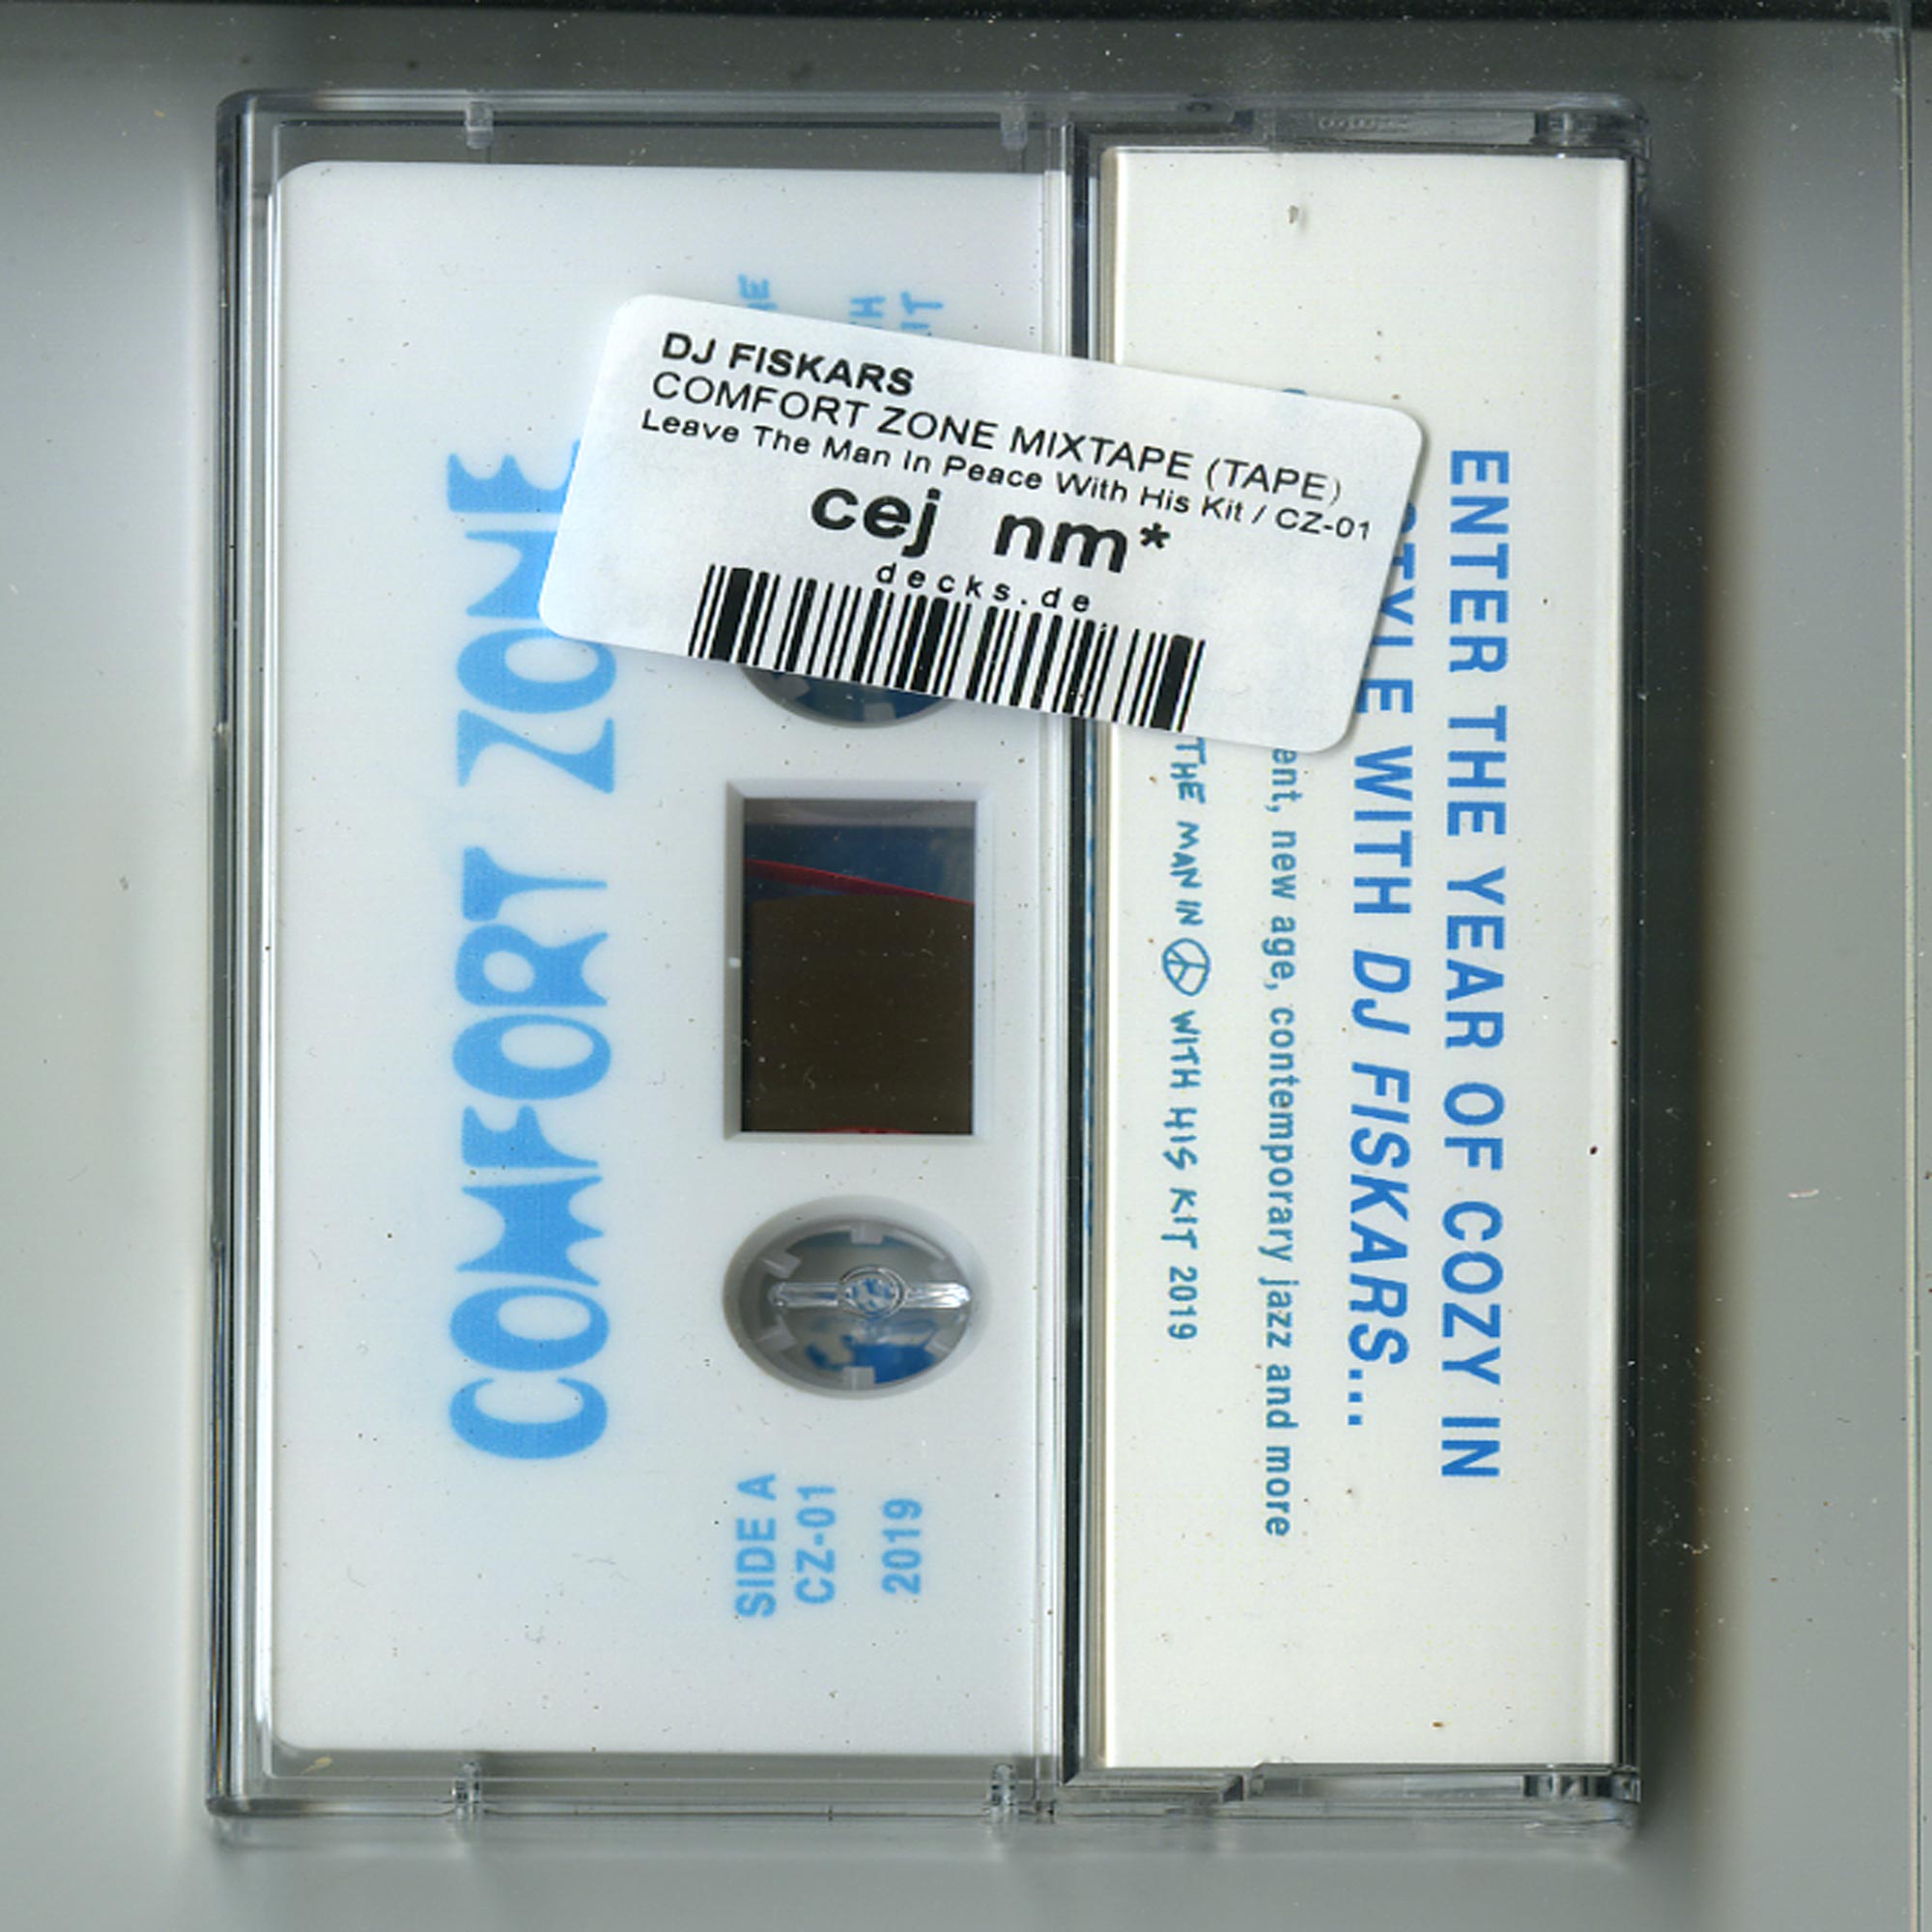 DJ FISKARS
COMFORT ZONE MIXTAPE (TAPE)
Leave The Man In Peace With His Kit / CZ-01
cej nm*
decks.de
COMFORT ZONE
SIDE A
CZ-01
2019
ENTER THE YEAR OF COZY IN
STYLE WITH DJ FISKARS...
new age, contemporary jazz and more
THE MAN IN WITH HIS KIT 2019